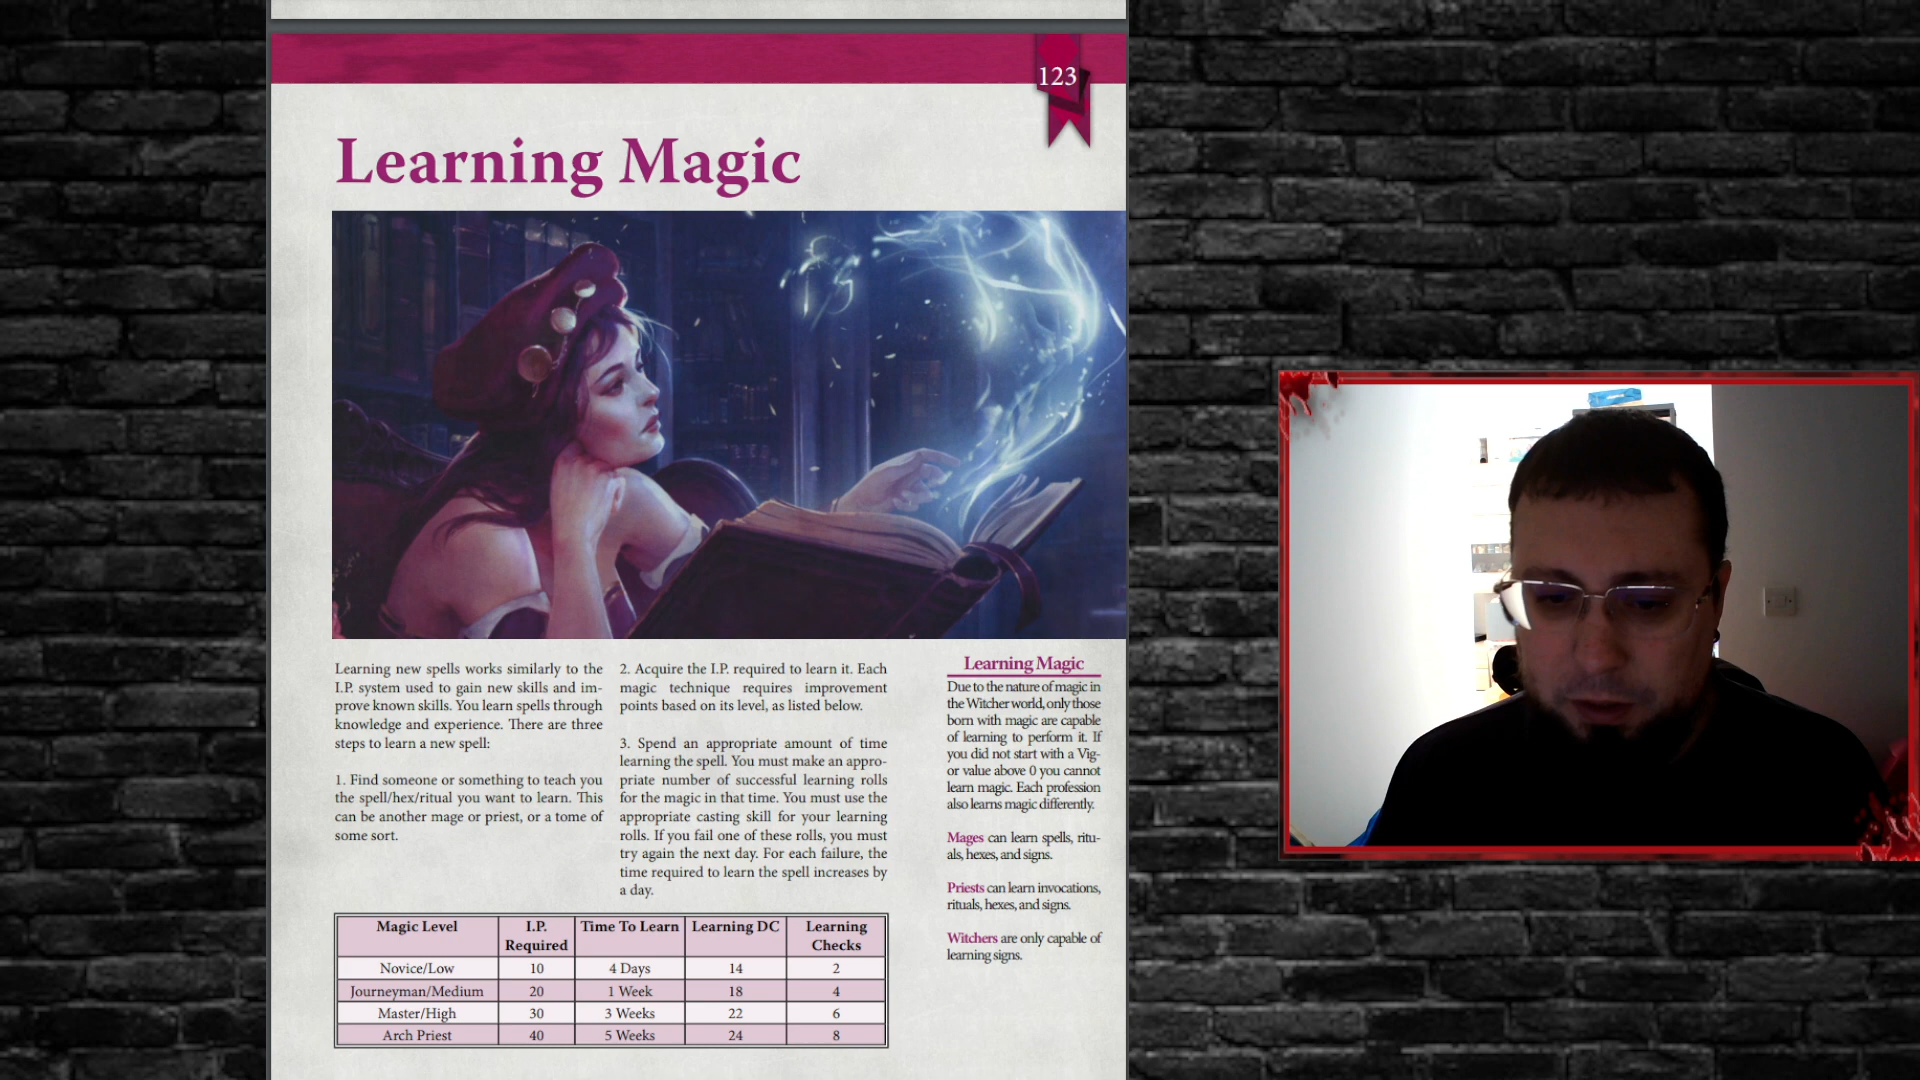 123
Learning Magic
Learning new spells works similarly to the
I.P. system used to gain new skills and im-
prove known skills. You learn spells through
knowledge and experience. There are three
steps to learn a new spell:
1. Find someone or something to teach you
the spell/hex/ritual you want to learn. This
can be another mage or priest, or a tome of
some sort.
2. Acquire the I.P. required to learn it. Each
magic technique requires improvement
points based on its level, as listed below.
3. Spend an appropriate amount of time
learning the spell. You must make an appro-
priate number of successful learning rolls
for the magic in that time. You must use the
appropriate casting skill for your learning
rolls. If you fail one of these rolls, you must
try again the next day. For each failure, the
time required to learn the spell increases by
a day.
Magic Level I.P. Required Time To Learn Learning DC Learning Checks
Novice/Low 10 4 Days 14 2
Journeyman/Medium 20 1 Week 18 4
Master/High 30 3 Weeks 22 6
Arch Priest 40 5 Weeks 24 8
Learning Magic
Due to the nature of magic in
the Witcher world, only those
born with magic are capable
of learning to perform it. If
you did not start with a Vig-
or value above 0 you cannot
learn magic. Each profession
also learns magic differently.
Mages can learn spells, ritu-
als, hexes, and signs.
Priests can learn invocations,
rituals, hexes, and signs.
Witchers are only capable of
learning signs.